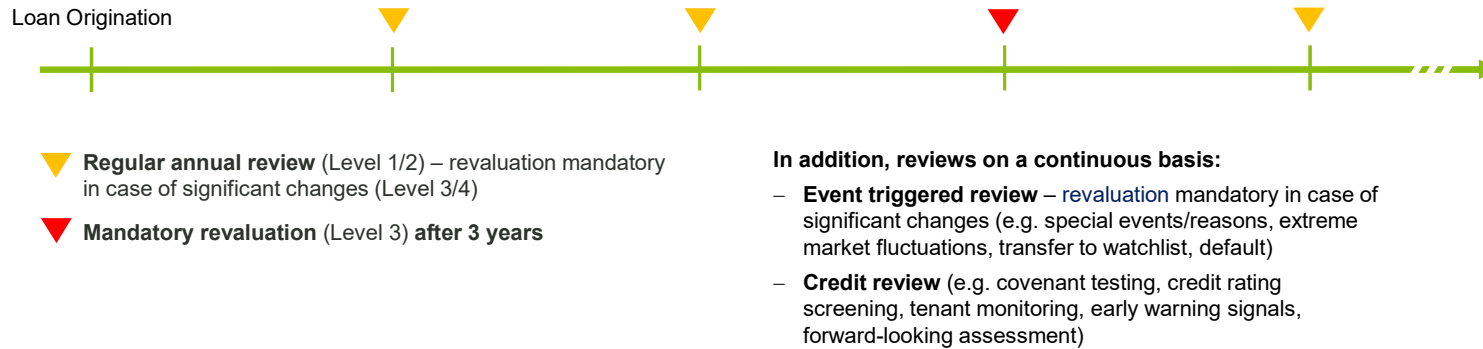 Loan Origination
Regular annual review (Level 1/2) – revaluation mandatory
in case of significant changes (Level 3/4)
Mandatory revaluation (Level 3) after 3 years
In addition, reviews on a continuous basis:
– Event triggered review – revaluation mandatory in case of
significant changes (e.g. special events/reasons, extreme
market fluctuations, transfer to watchlist, default)
– Credit review (e.g. covenant testing, credit rating
screening, tenant monitoring, early warning signals,
forward-looking assessment)